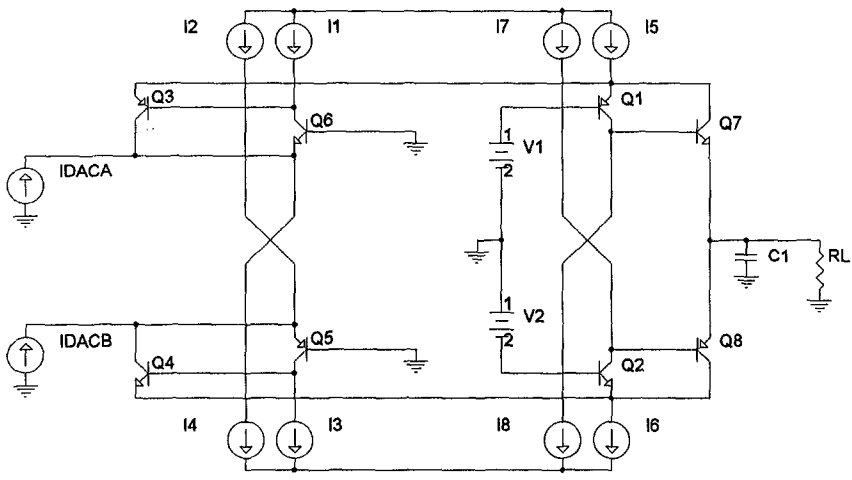 I2 I1 I7 I5
Q3 Q1
Q6 Q7
1
V1
2
IDACA
C1 RL
1
V2
2
IDACB
Q5 Q8
Q4 Q2
I4 I3 I8 I6